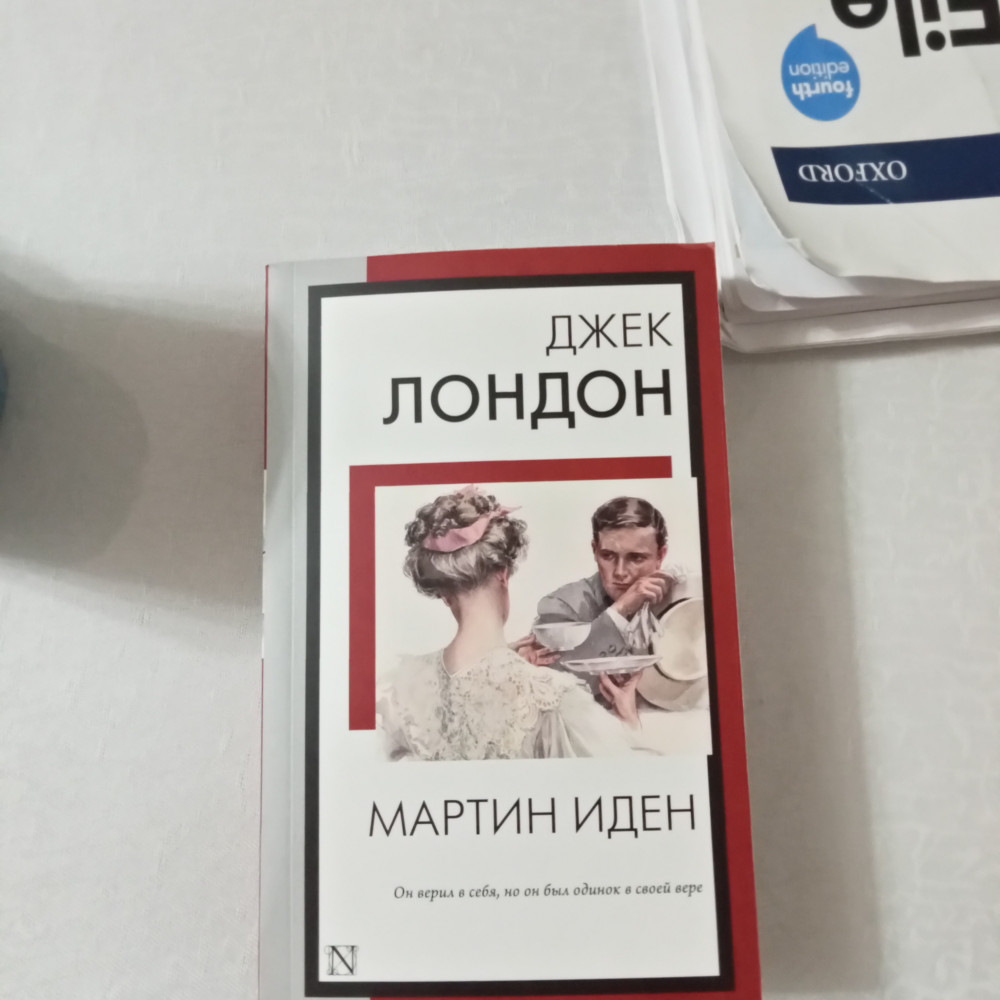 File
fourth
edition
OXFORD
ДЖЕК
ЛОНДОН
МАРТИН ИДЕН
Он верил в себя, но он был одинок в своей вере
N